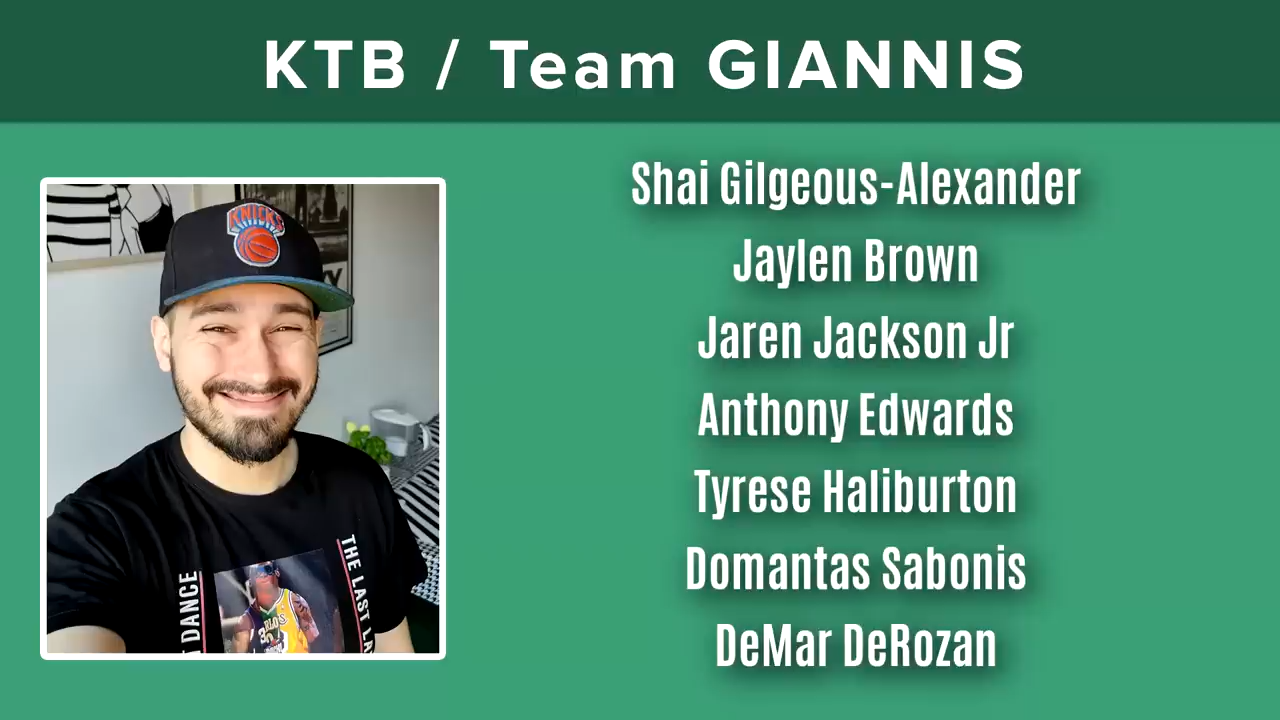 KTB / Team GIANNIS
KNICKS
Shai Gilgeous-Alexander
Jaylen Brown
Jaren Jackson Jr
Anthony Edwards
Tyrese Haliburton
Domantas Sabonis
DeMar DeRozan
DANCE
THE LAST